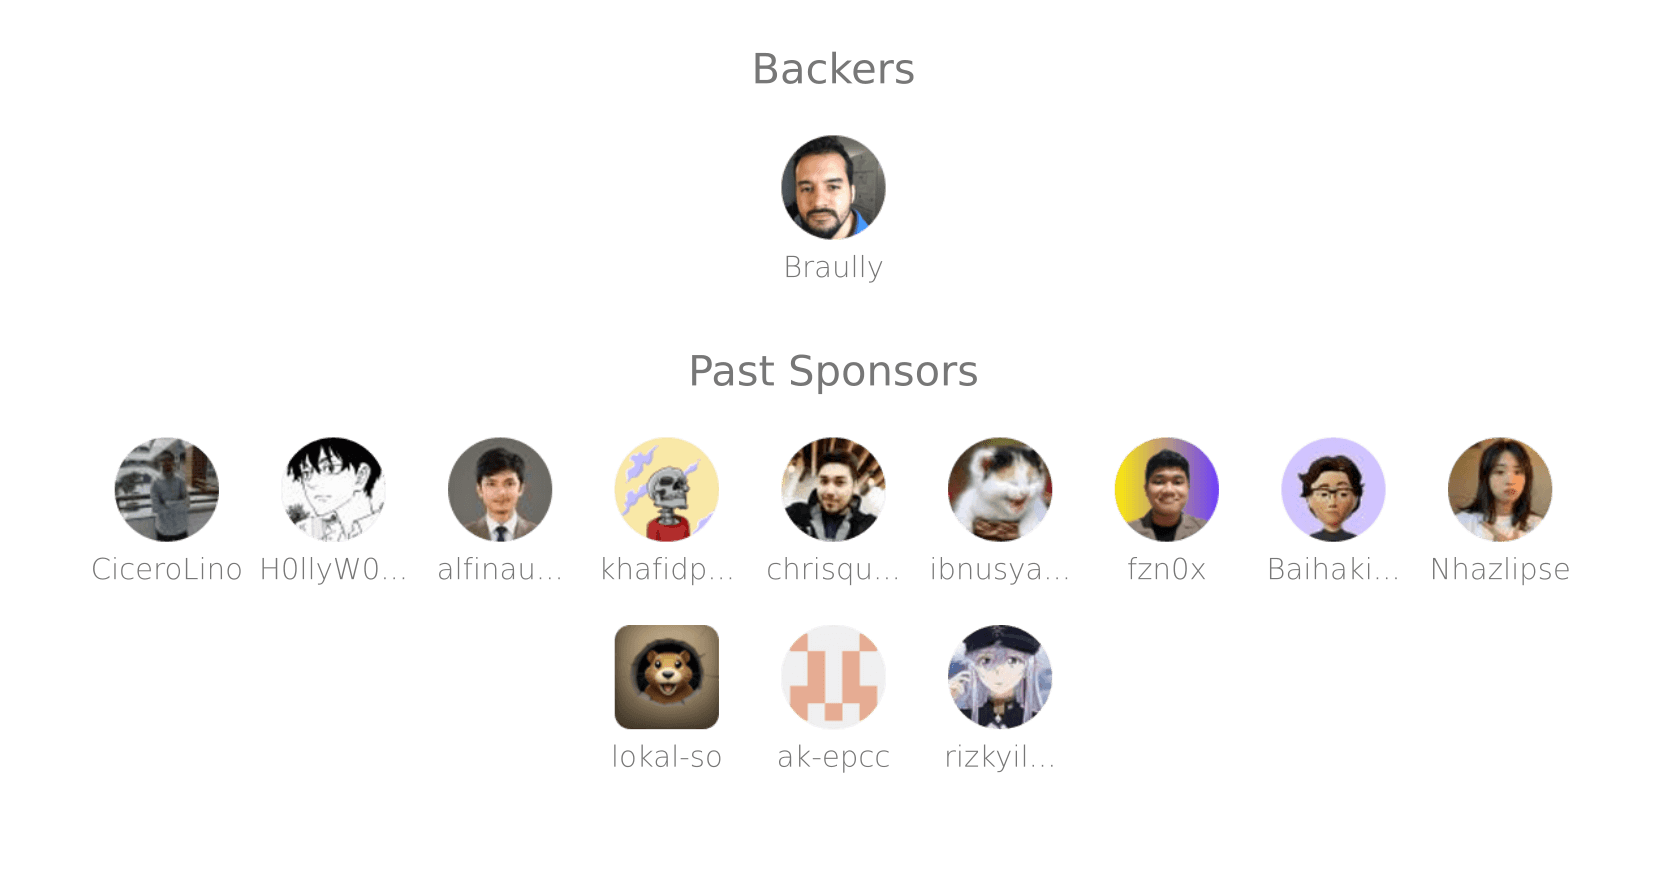 Backers
Braully
Past Sponsors
CiceroLino H0llyW0... alfinau... khafidp... chrisqu... ibnusya... fzn0x Baihaki... Nhazlipse
lokal-so ak-epcc rizkyil...